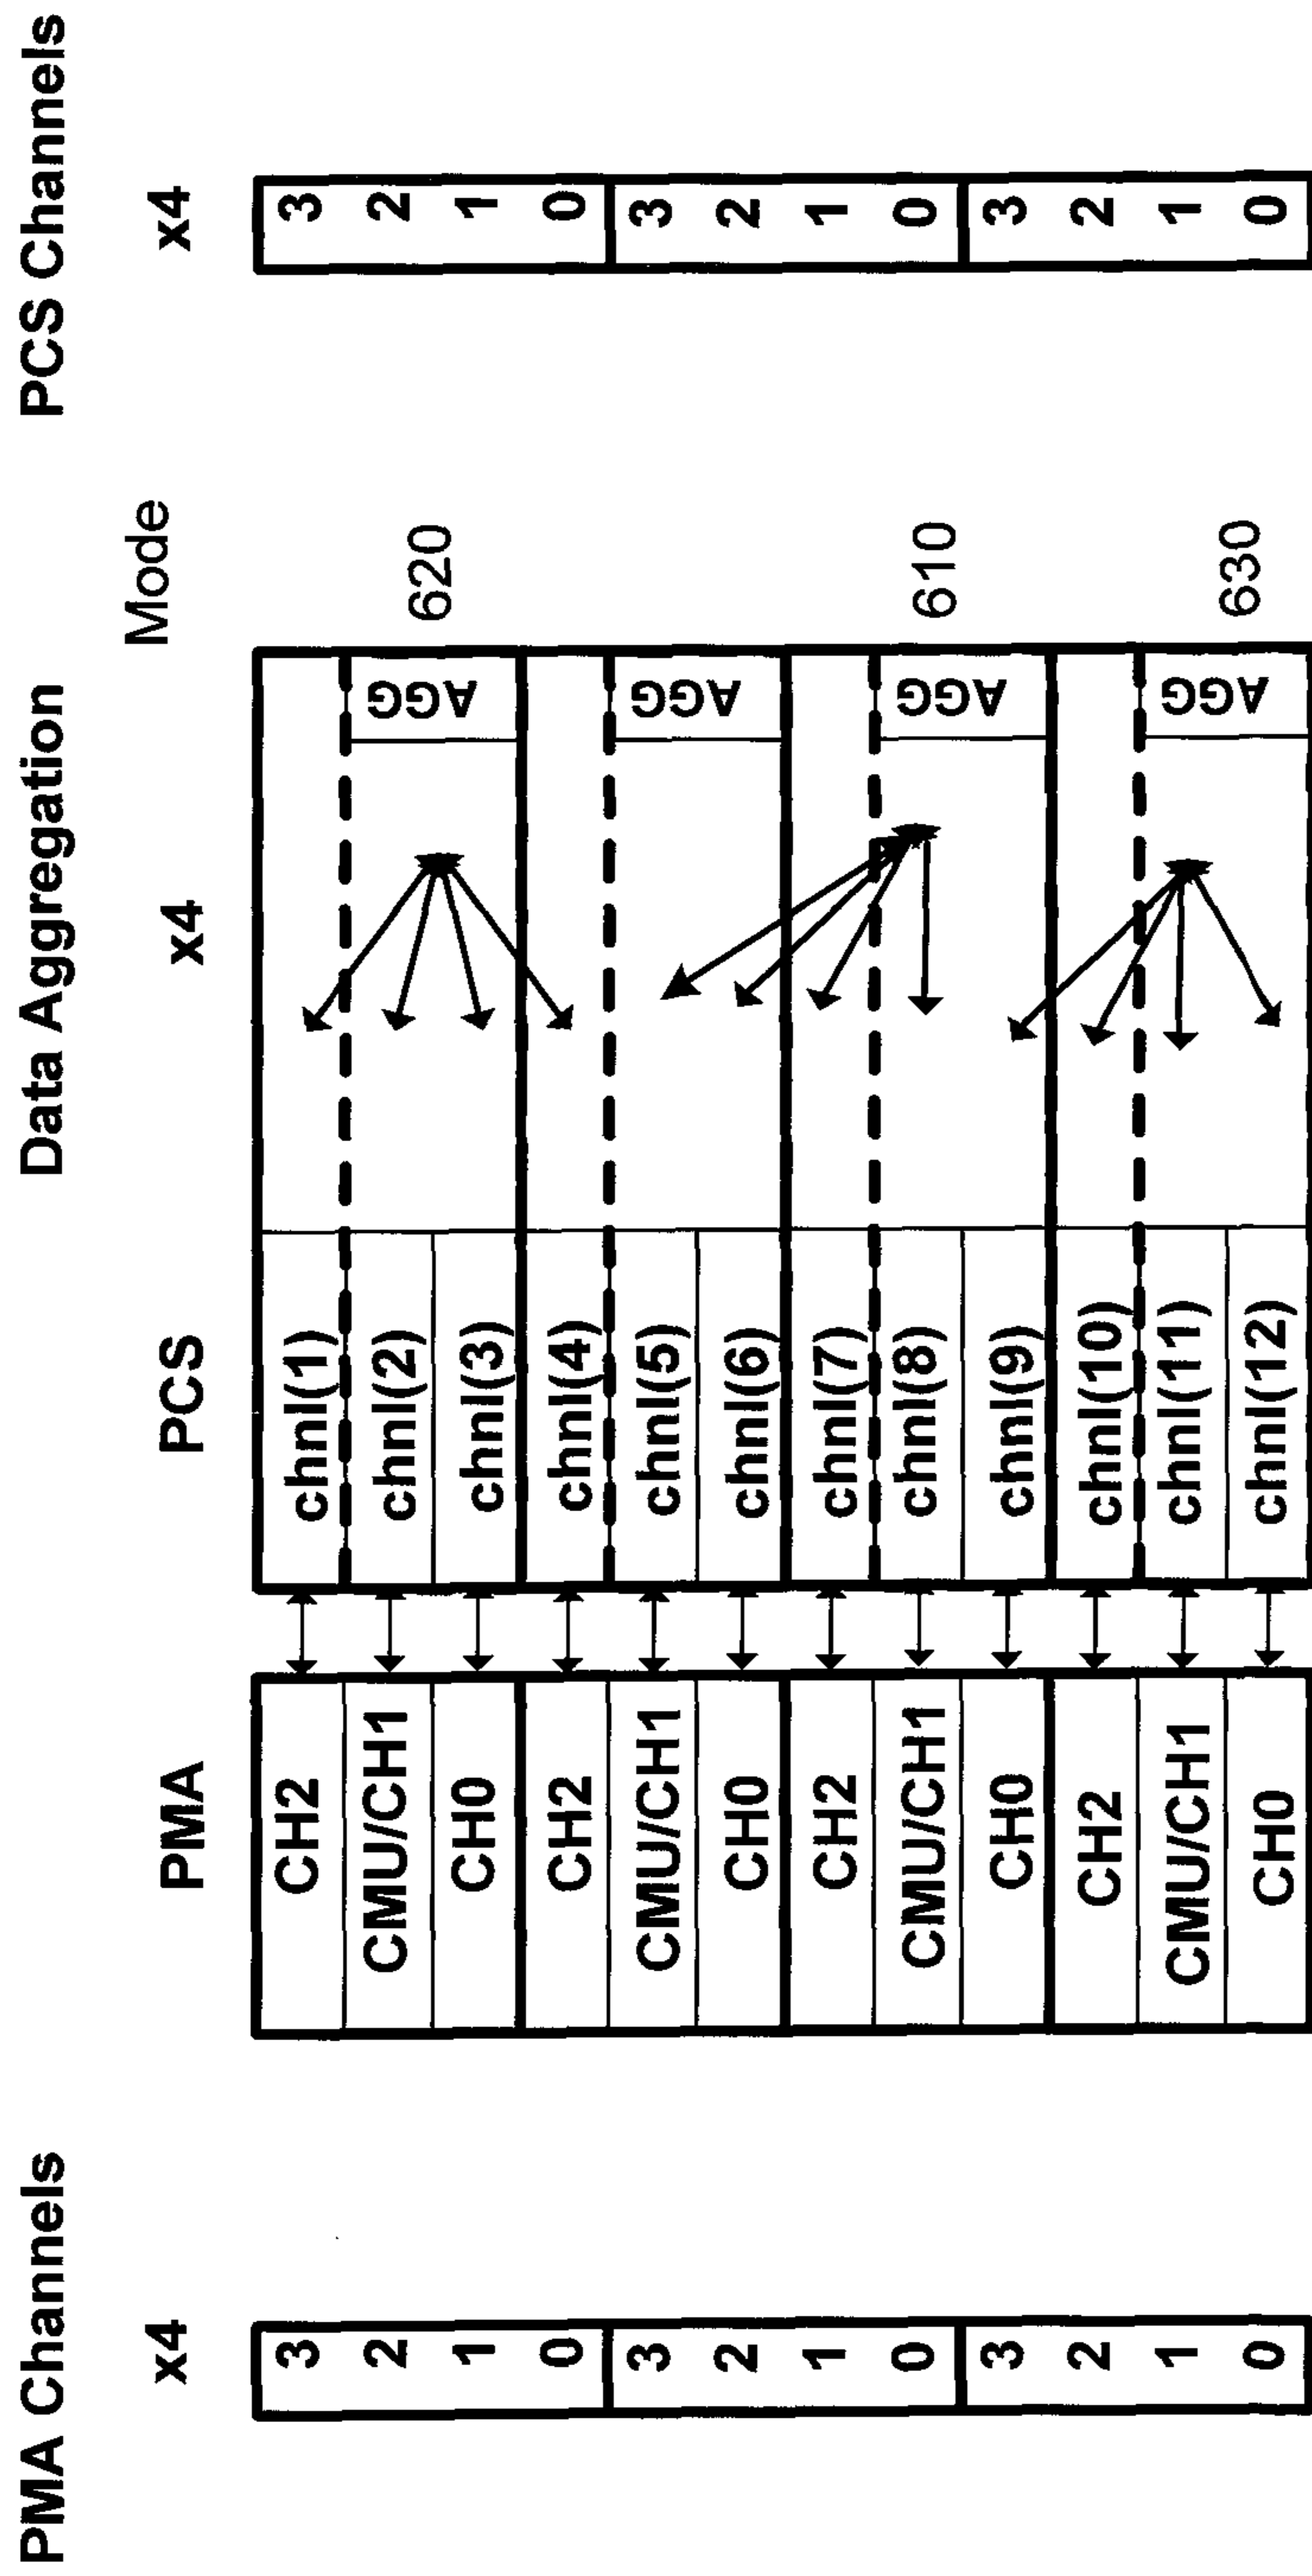 PMA Channels Data Aggregation PCS Channels
x4 PMA PCS x4 Mode x4
3 CH2 chnl(1) 3
2 CMU/CH1 chnl(2) AGG 620 2
1 CH0 chnl(3) 1
0 CH2 chnl(4) 0
3 CMU/CH1 chnl(5) AGG 3
2 CH0 chnl(6) 2
1 CH2 chnl(7) 1
0 CMU/CH1 chnl(8) AGG 610 0
3 CH0 chnl(9) 3
2 CH2 chnl(10) 2
1 CMU/CH1 chnl(11) AGG 630 1
0 CH0 chnl(12) 0